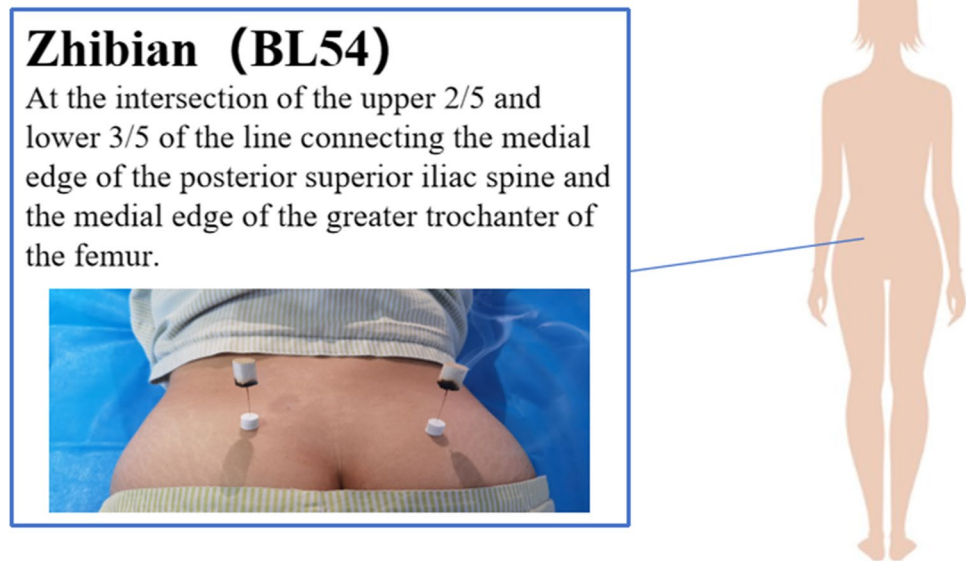 Zhibian (BL54)
At the intersection of the upper 2/5 and
lower 3/5 of the line connecting the medial
edge of the posterior superior iliac spine and
the medial edge of the greater trochanter of
the femur.